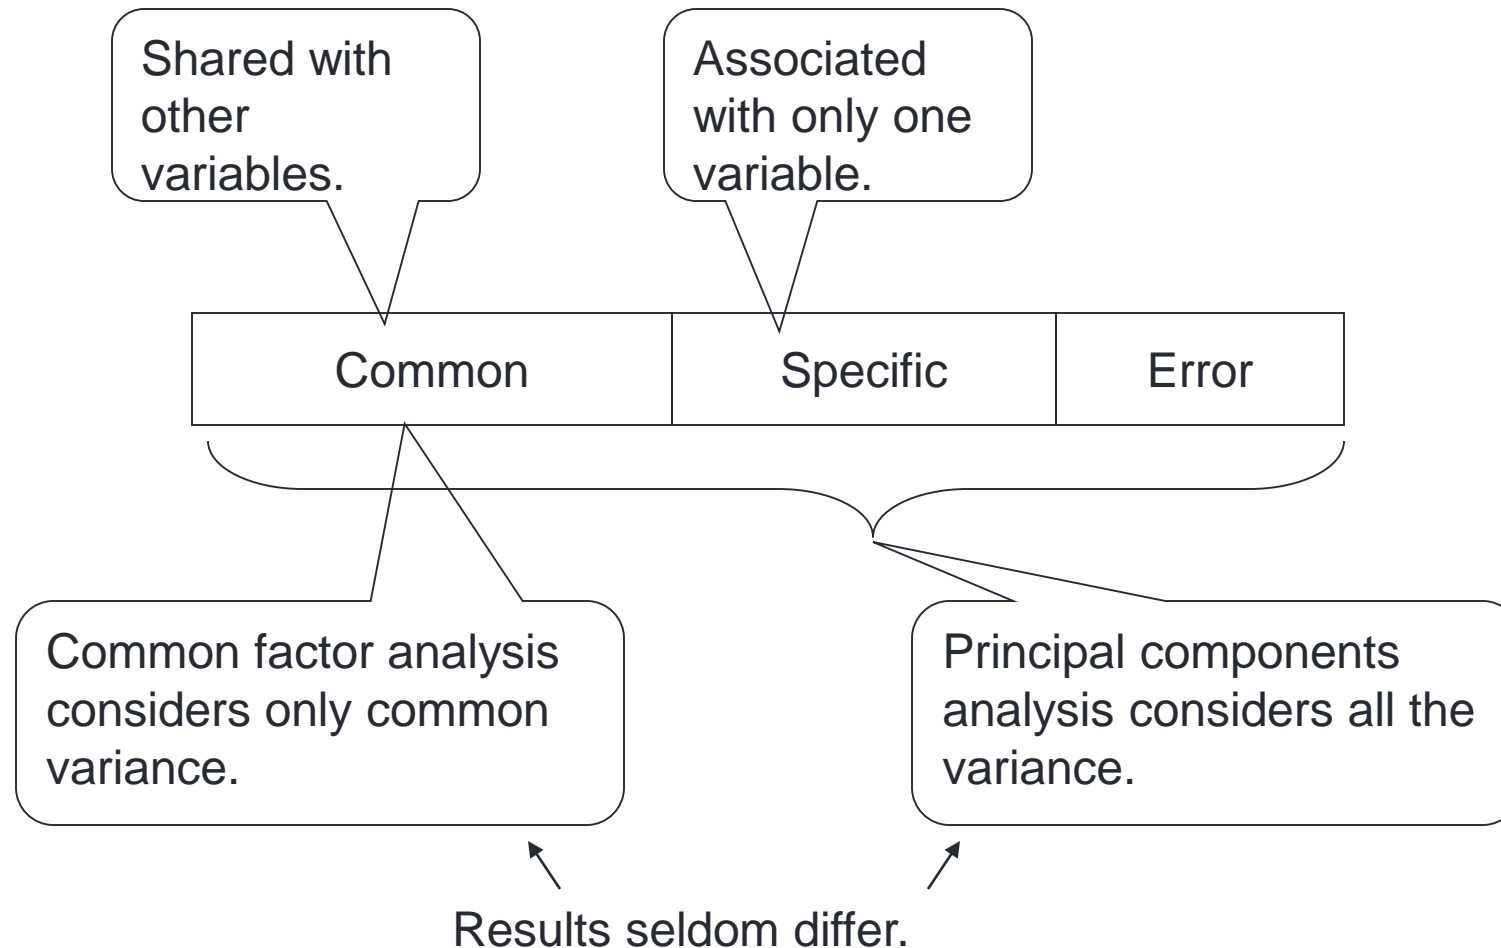 Shared with
other
variables.
Associated
with only one
variable.
Common
Specific
Error
Common factor analysis
considers only common
variance.
Principal components
analysis considers all the
variance.
Results seldom differ.